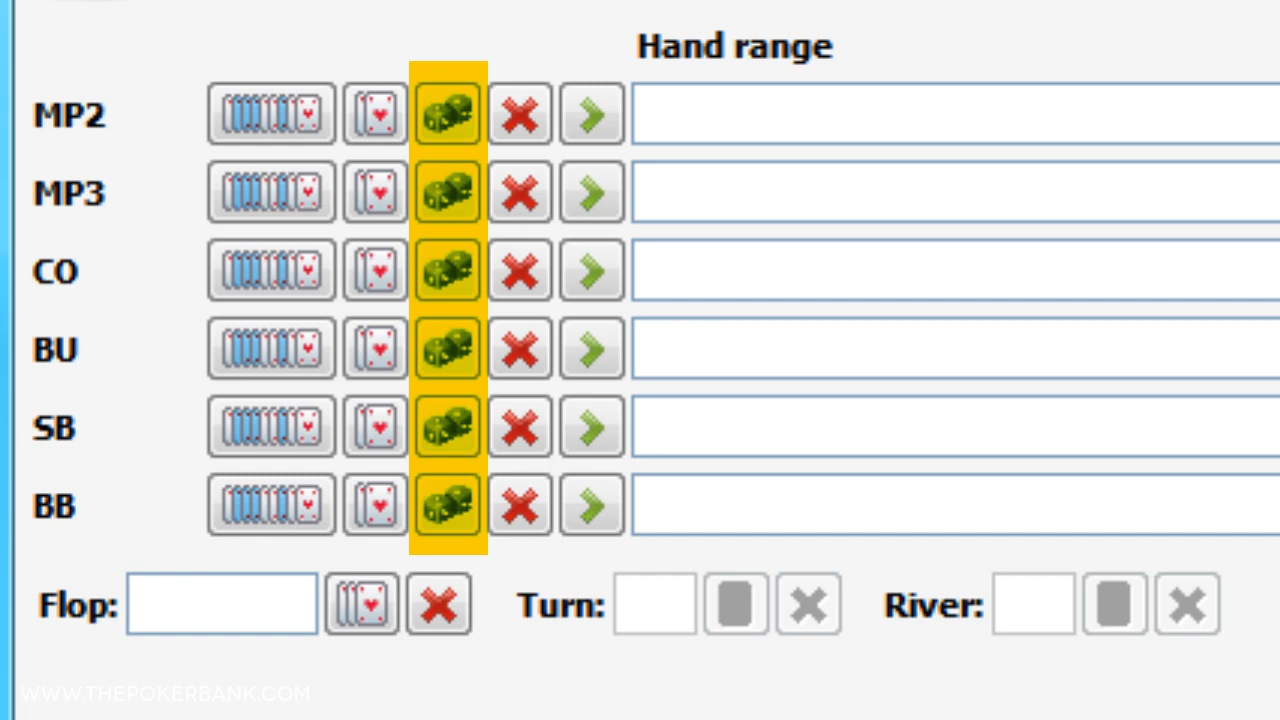 Hand range
MP2
MP3
CO
BU
SB
BB
Flop: Turn: River:
WWW.THEPOKERBANK.COM